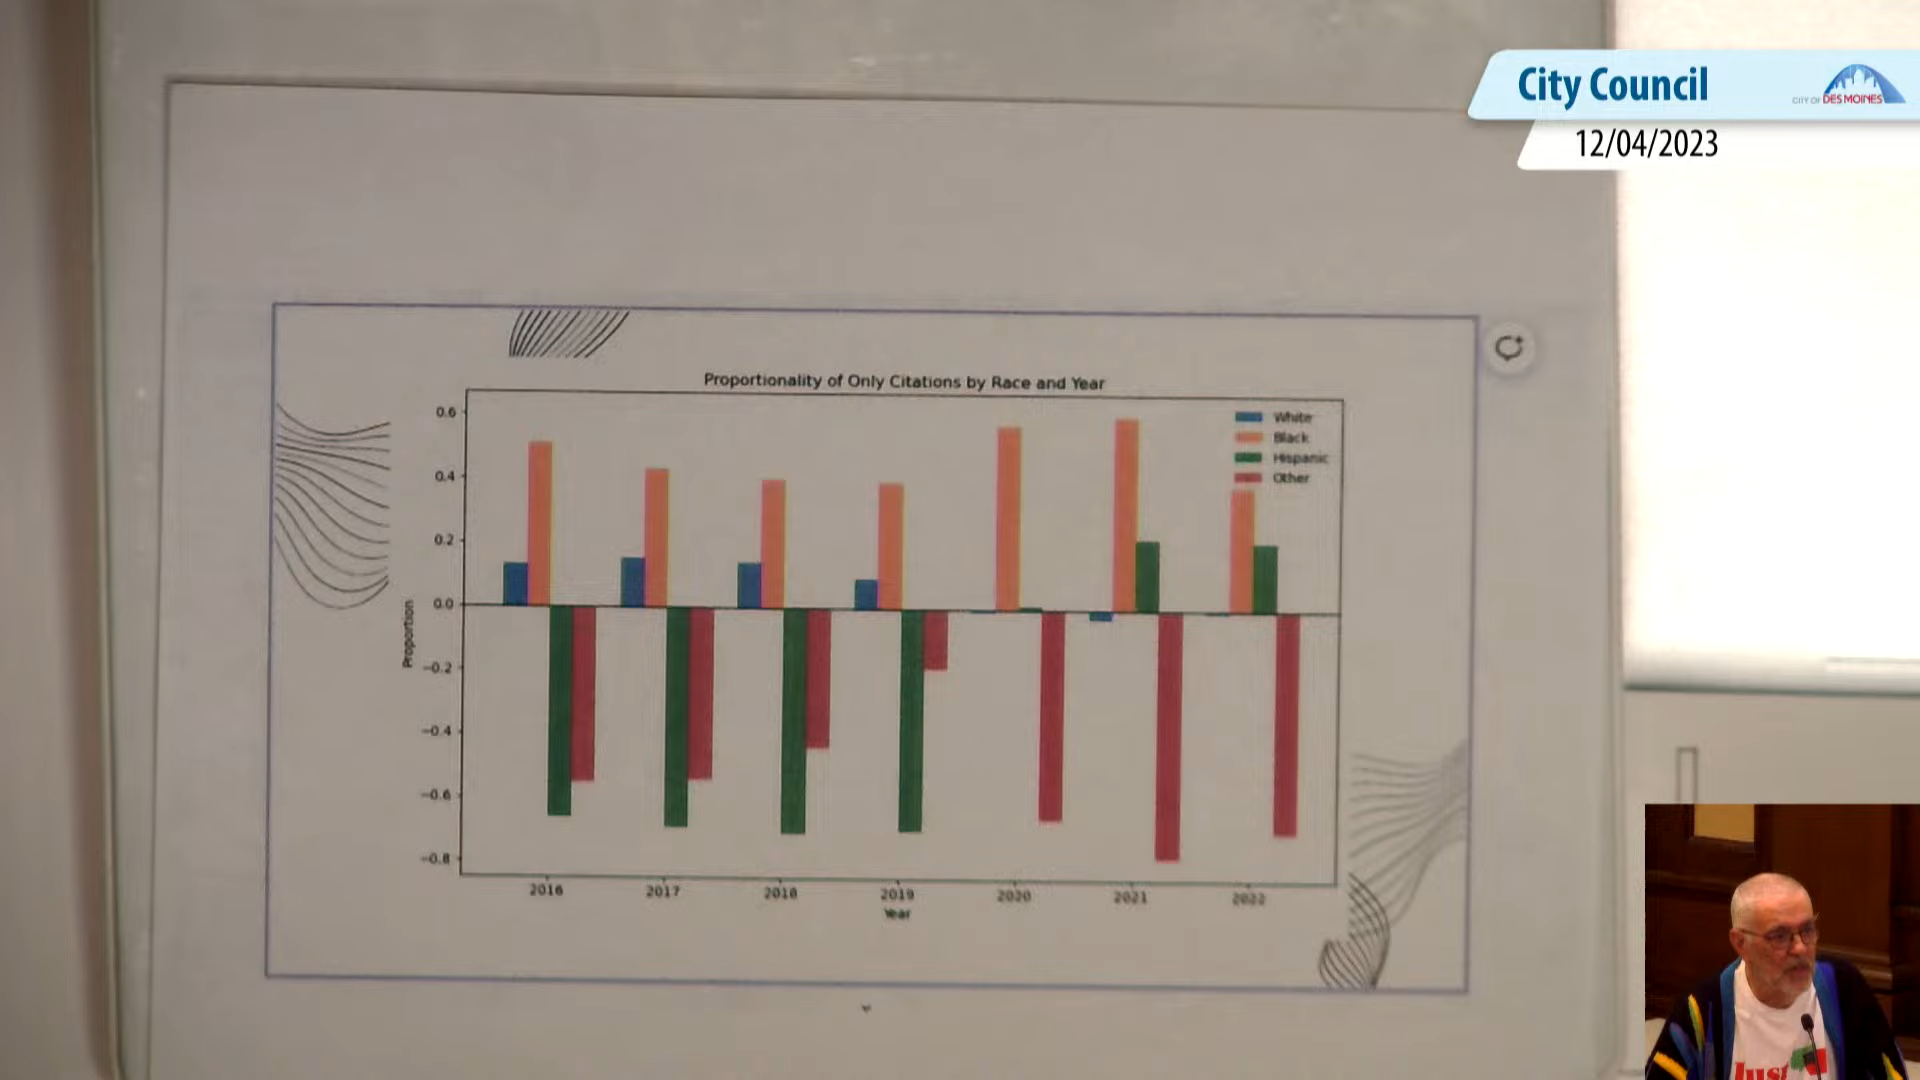 City Council
CITY OF DES MOINES
12/04/2023
Proportionality of Only Citations by Race and Year
White
Black
Hispanic
Other
0.6
0.4
0.2
0.0
−0.2
−0.4
−0.6
−0.8
Proportion
2016 2017 2018 2019 2020 2021 2022
Year
Just